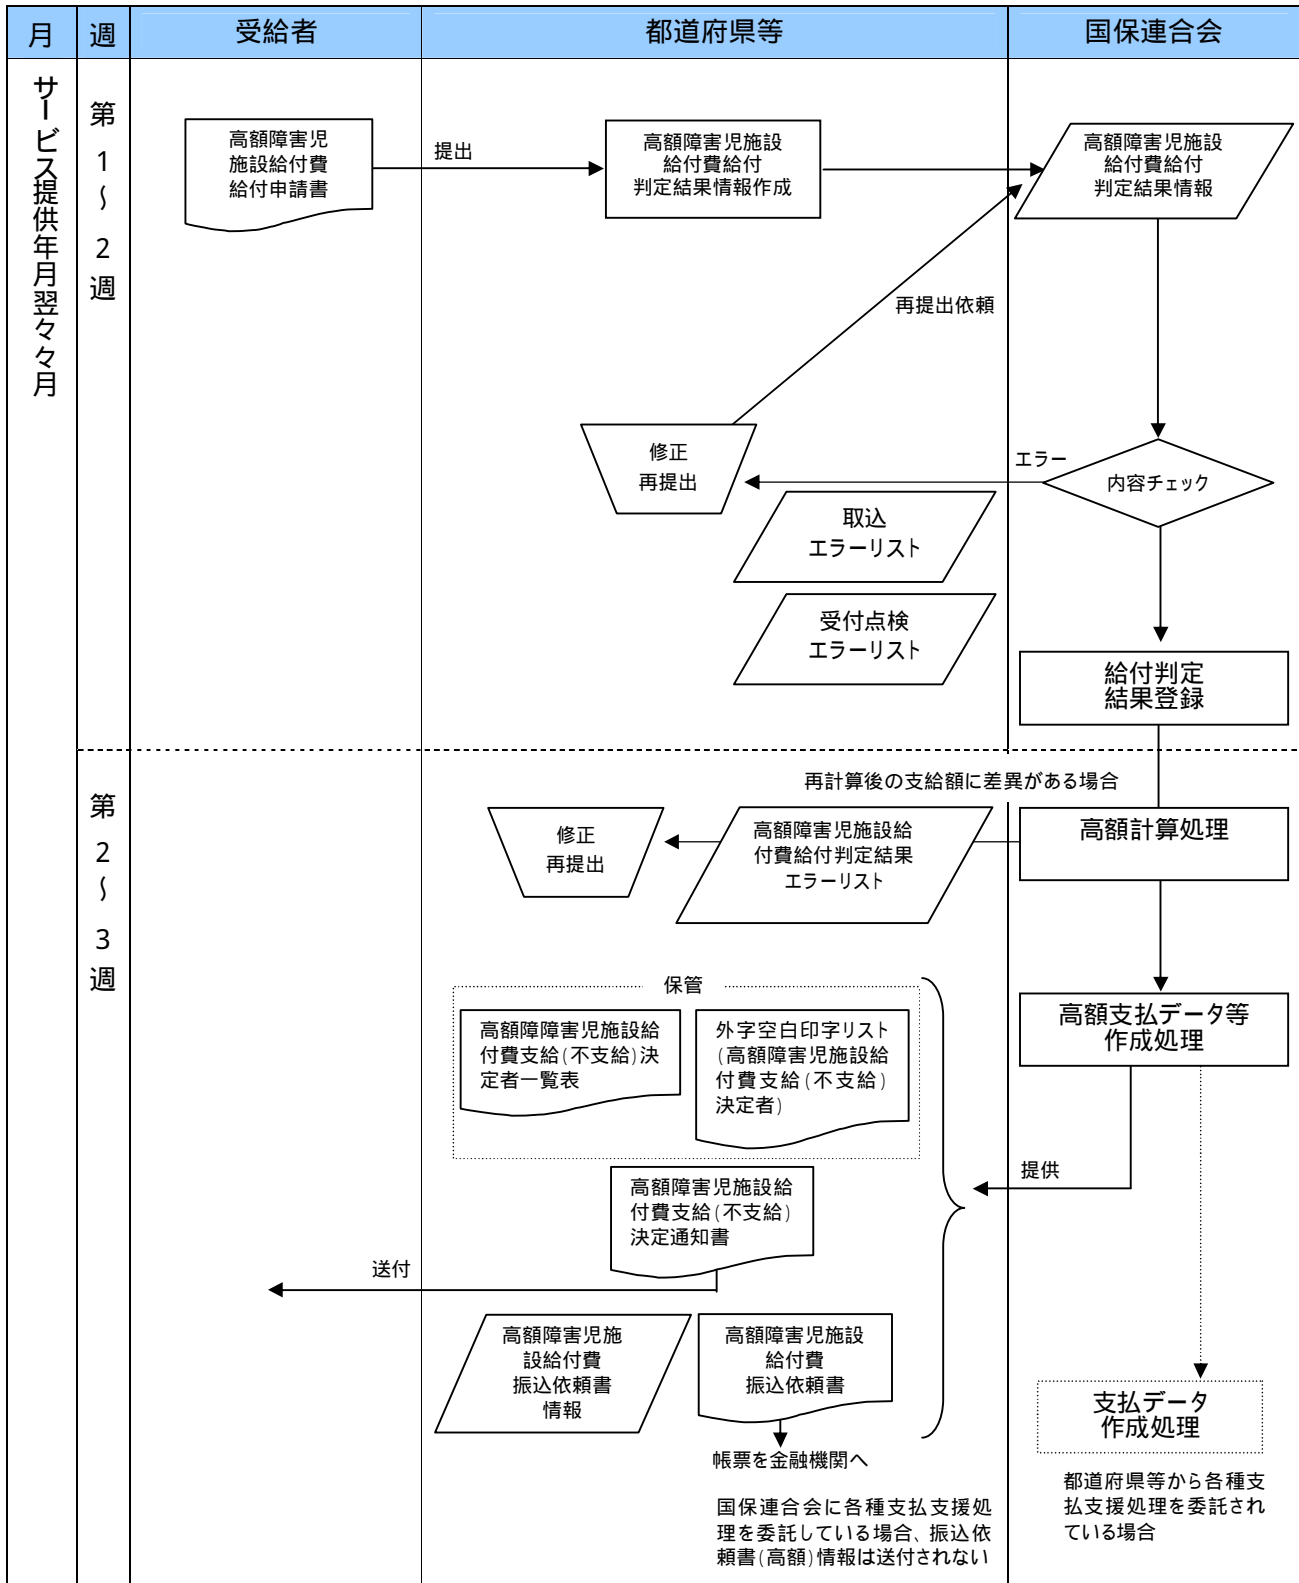 月 週 受給者 都道府県等 国保連合会
サービス提供年月翌々々月
第1～2週
高額障害児
施設給付費
給付申請書
提出
高額障害児施設
給付費給付
判定結果情報作成
高額障害児施設
給付費給付
判定結果情報
再提出依頼
修正
再提出
エラー
内容チェック
取込
エラーリスト
受付点検
エラーリスト
給付判定
結果登録
第2～3週
再計算後の支給額に差異がある場合
修正
再提出
高額障害児施設給
付費給付判定結果
エラーリスト
高額計算処理
保管
高額障障害児施設給
付費支給(不支給)決
定者一覧表
外字空白印字リスト
(高額障害児施設給
付費支給(不支給)
決定者)
高額支払データ等
作成処理
提供
高額障害児施設給
付費支給(不支給)
決定通知書
送付
高額障害児施
設給付費
振込依頼書
情報
高額障害児施設
給付費
振込依頼書
帳票を金融機関へ
支払データ
作成処理
都道府県等から各種支
払支援処理を委託され
ている場合
国保連合会に各種支払支援処
理を委託している場合、振込依
頼書(高額)情報は送付されない